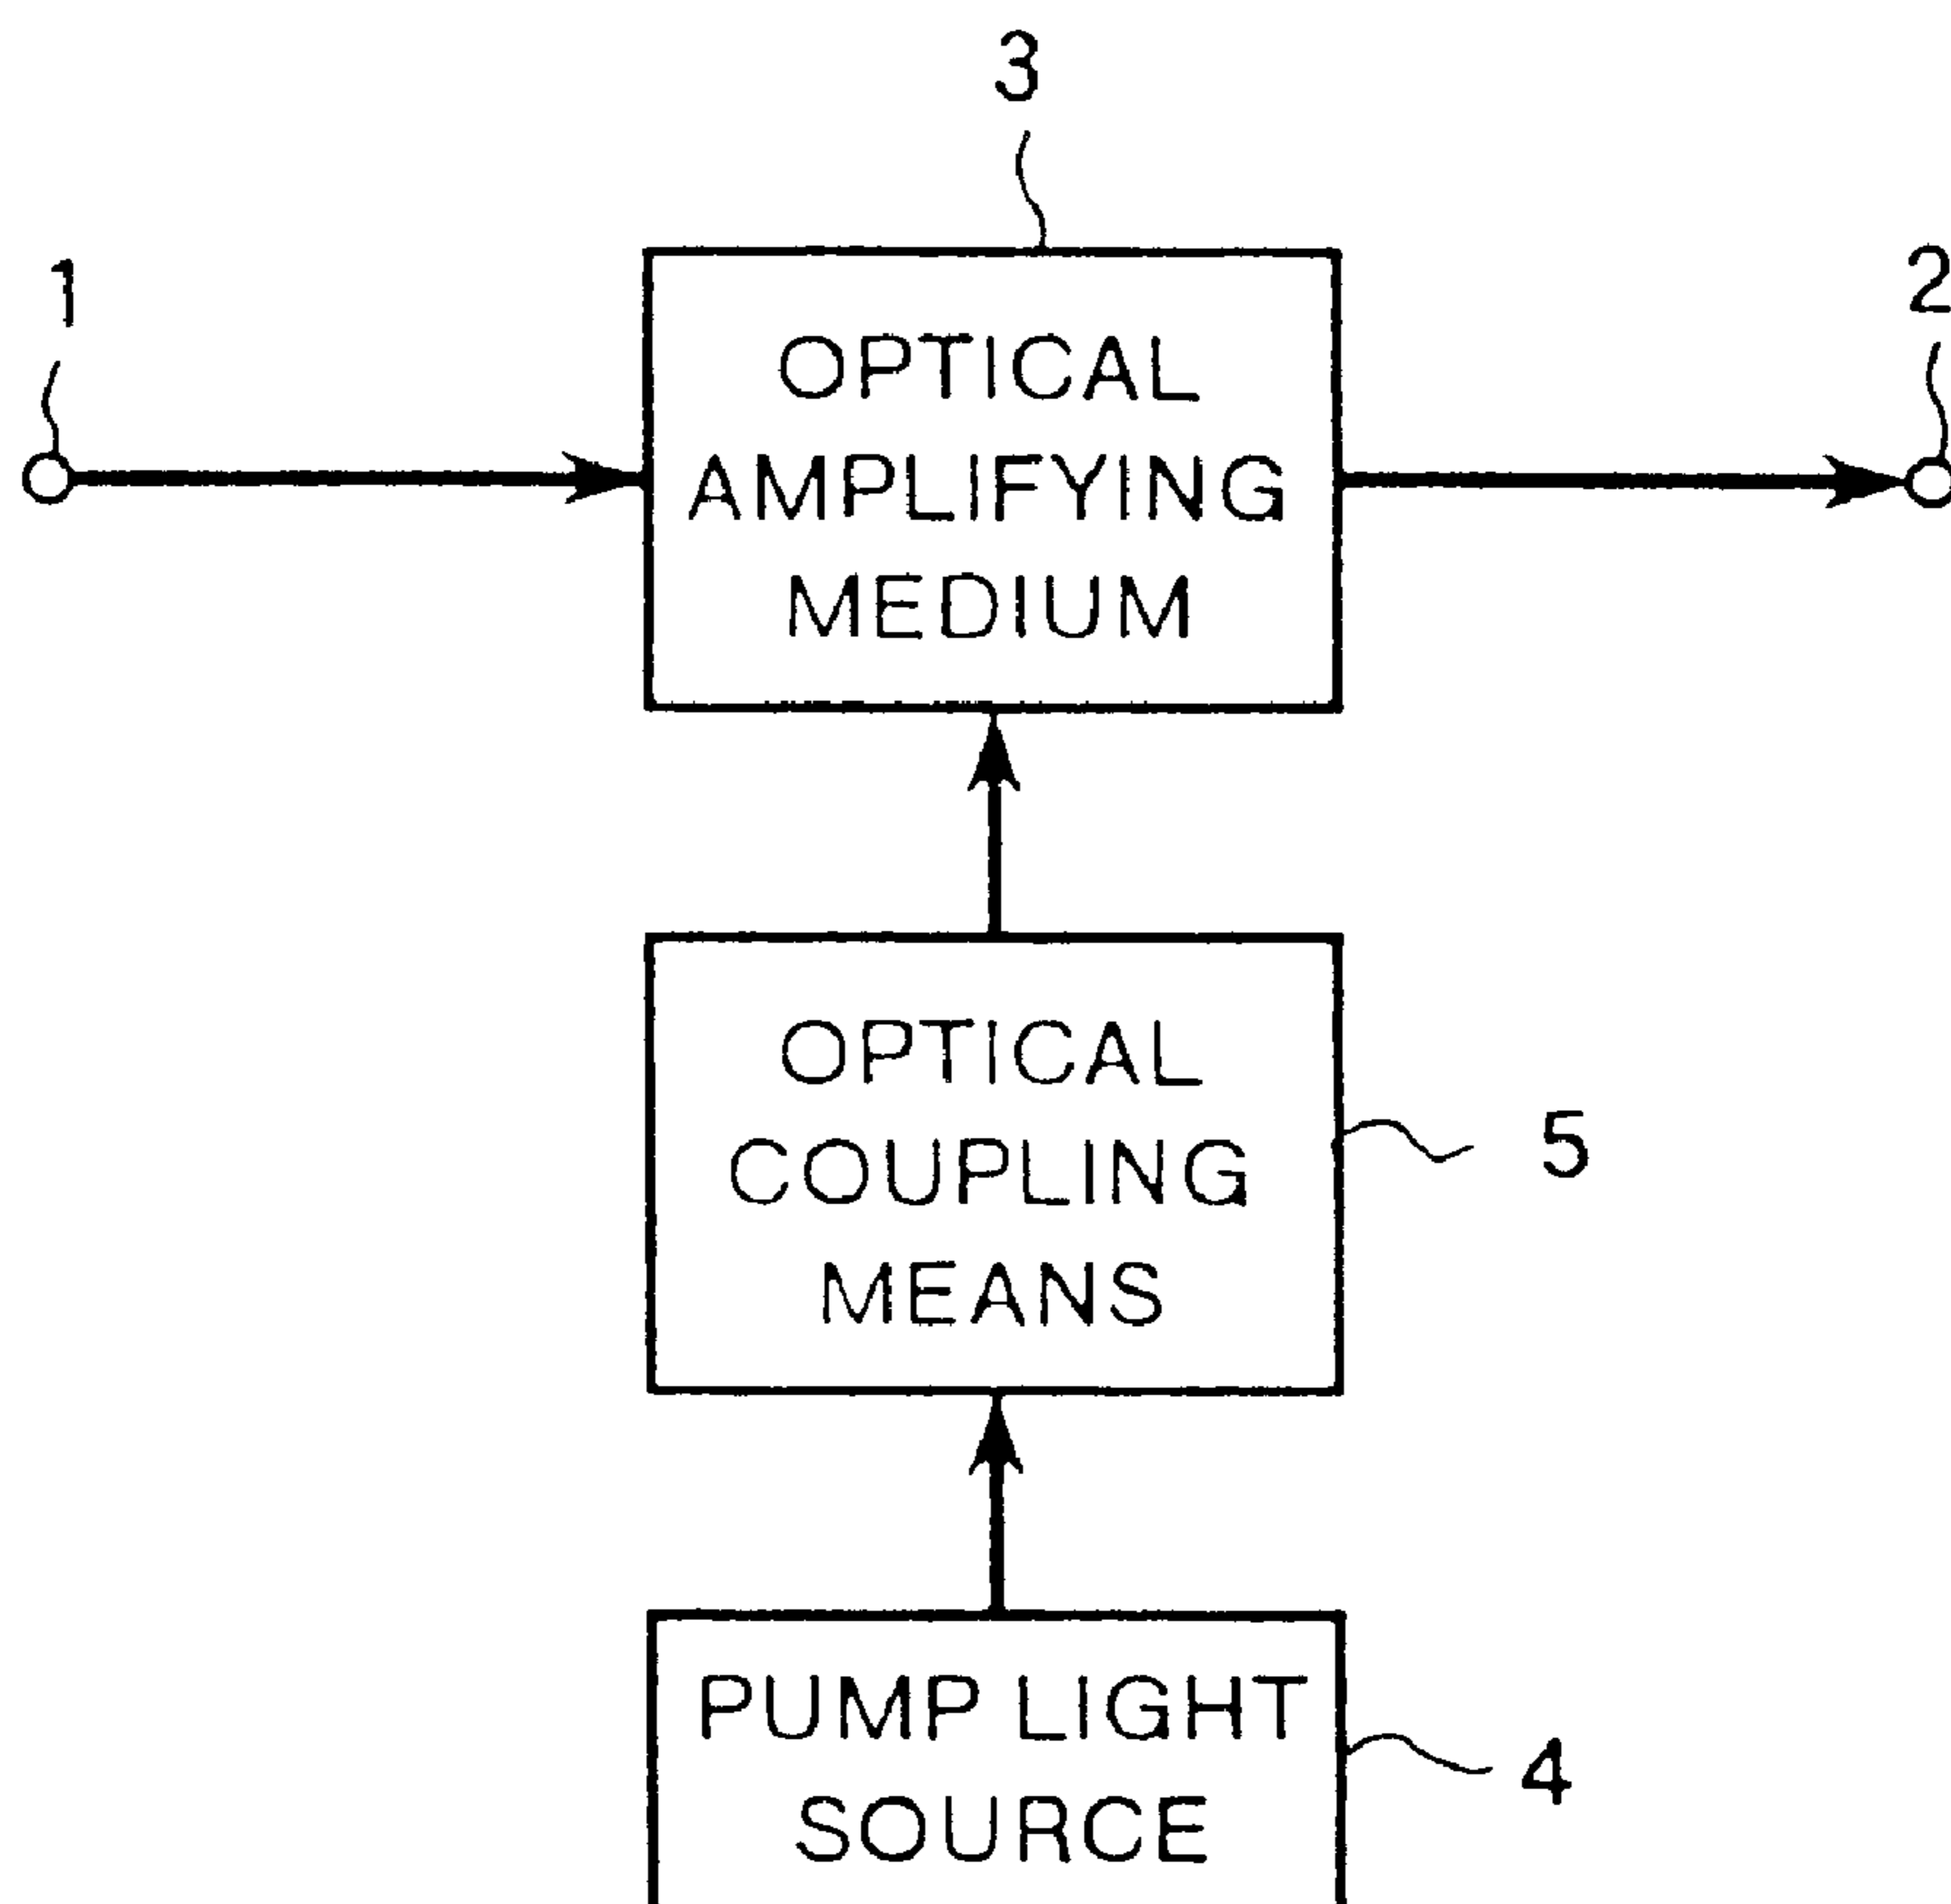 3
1
2
OPTICAL
AMPLIFYING
MEDIUM
OPTICAL
COUPLING
MEANS
5
PUMP LIGHT
SOURCE
4